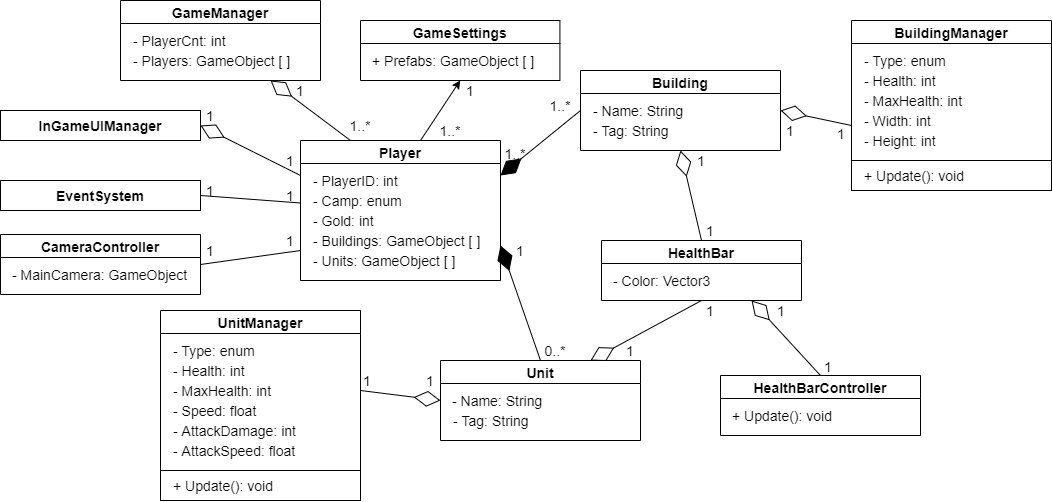 GameManager
- PlayerCnt: int
- Players: GameObject [ ]
1
1..*
GameSettings
+ Prefabs: GameObject [ ]
1
1..*
BuildingManager
- Type: enum
- Health: int
- MaxHealth: int
- Width: int
- Height: int
+ Update(): void
Building
- Name: String
- Tag: String
1..*
1..*
1
1
1
1
InGameUIManager
1
1
EventSystem
1
1
CameraController
- MainCamera: GameObject
1
1
Player
- PlayerID: int
- Camp: enum
- Gold: int
- Buildings: GameObject [ ]
- Units: GameObject [ ]
1
0..*
HealthBar
- Color: Vector3
1
1
1
1
UnitManager
- Type: enum
- Health: int
- MaxHealth: int
- Speed: float
- AttackDamage: int
- AttackSpeed: float
+ Update(): void
1
1
Unit
- Name: String
- Tag: String
HealthBarController
+ Update(): void